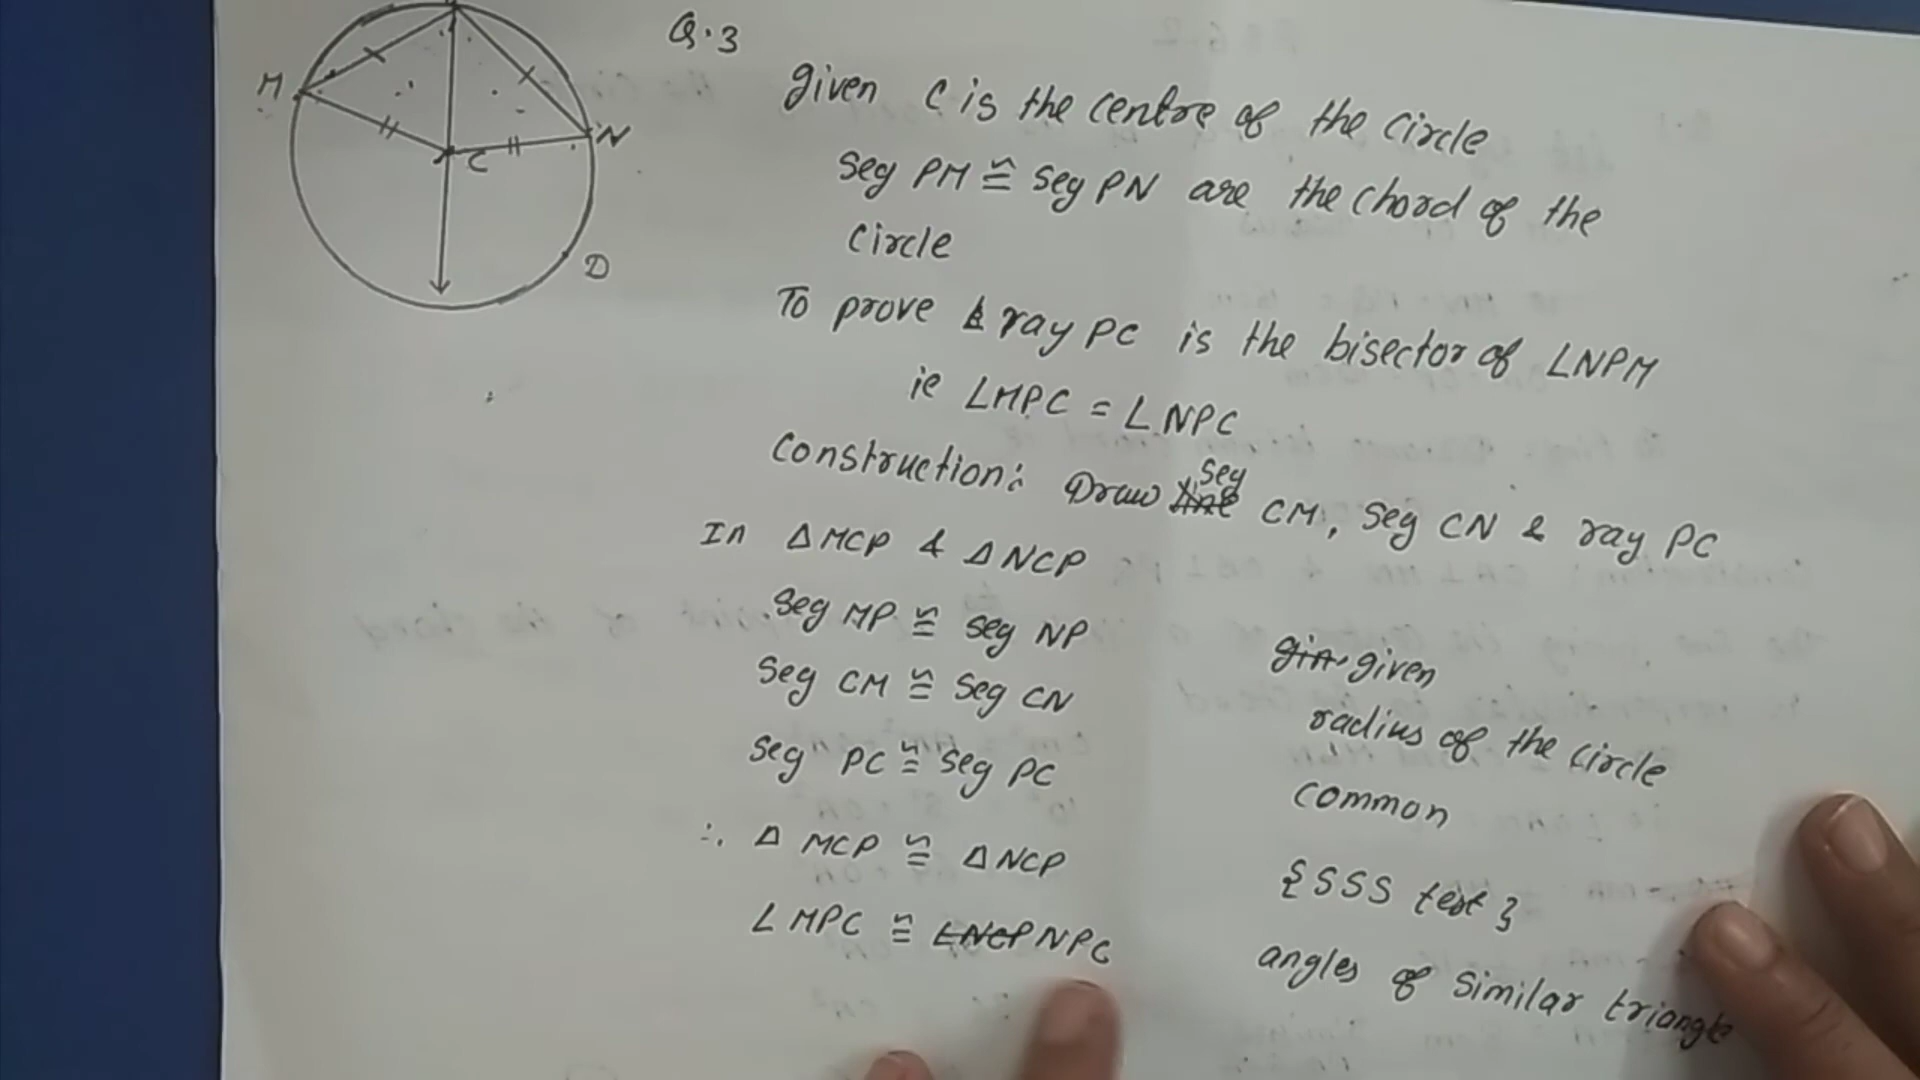 Q.3
M
N
C
D
given C is the centre of the circle
seg PM ≅ seg PN are the chord of the
circle
To prove ray PC is the bisector of ∠NPM
ie ∠MPC = ∠NPC
Construction: Draw line seg CM, seg CN & ray PC
In ΔMCP & ΔNCP
seg MP ≅ seg NP given
seg CM ≅ seg CN radius of the circle
seg PC ≅ seg PC common
∴ Δ MCP ≅ ΔNCP {SSS test}
∠MPC ≅ ∠NCP NPC angles of similar triangle